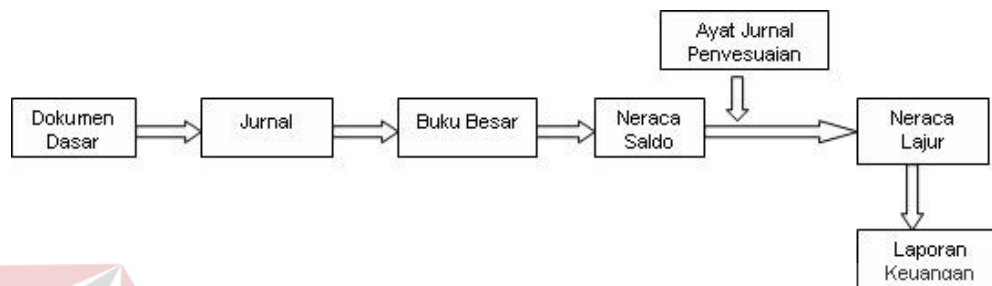 Ayat Jurnal
Penyesuaian
Dokumen
Dasar
Jurnal
Buku Besar
Neraca
Saldo
Neraca
Lajur
Laporan
Keuangan